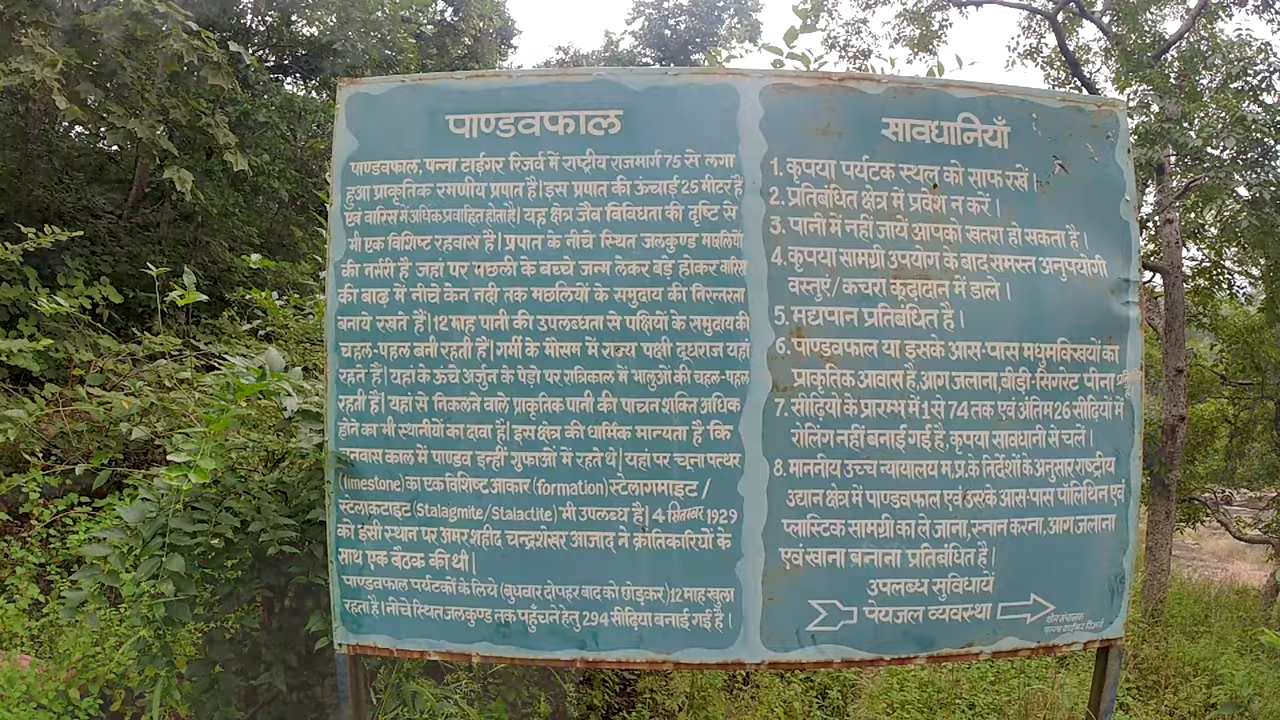 पाण्डवफाल
पाण्डवफाल, पन्ना टाईगर रिजर्व में राष्ट्रीय राजमार्ग 75 से लगा
हुआ प्राकृतिक रमणीय प्रपात है। इस प्रपात की ऊंचाई 25 मीटर है
एवं वारिस में अधिक प्रवाहित होता है। यह क्षेत्र जैव विविधता की दृष्टि से
भी एक विशिष्ट रहवास है। प्रपात के नीचे स्थित जलकुण्ड मछलियों
की नर्सरी है जहां पर मछली के बच्चे जन्म लेकर बड़े होकर वारिस
की बाढ़ में नीचे केन नदी तक मछलियों के समुदाय की निरन्तरता
बनाये रखते हैं। 12 माह पानी की उपलब्धता से पक्षियों के समुदाय की
चहल-पहल बनी रहती है। गर्मी के मौसम में राज्य पक्षी दूधराज यहां
रहते हैं। यहां के ऊंचे अर्जुन के पेड़ो पर रात्रिकाल में भालुओं की चहल-पहल
रहती है। यहां से निकलने वाले प्राकृतिक पानी की पाचन शक्ति अधिक
होने का भी स्थानीयों का दावा है। इस क्षेत्र की धार्मिक मान्यता है कि
वनवास काल में पाण्डव इन्हीं गुफाओं में रहते थे। यहां पर चूना पत्थर
(limestone) का एक विशिष्ट आकार (formation) स्टेलागमाइट /
स्टेलाकटाइट (Stalagmite/Stalactite) भी उपलब्ध है। 4 सितम्बर 1929
को इसी स्थान पर अमर शहीद चन्द्रशेखर आजाद ने क्रांतिकारियों के
साथ एक बैठक की थी।
पाण्डवफाल पर्यटकों के लिये (बुधवार दोपहर बाद को छोड़कर) 12 माह खुला
रहता है। नीचे स्थित जलकुण्ड तक पहुँचने हेतु 294 सीढ़िया बनाई गई है।
सावधानियाँ
1. कृपया पर्यटक स्थल को साफ रखें।
2. प्रतिबंधित क्षेत्र में प्रवेश न करें।
3. पानी में नहीं जायें आपको खतरा हो सकता है।
4. कृपया सामग्री उपयोग के बाद समस्त अनुपयोगी
वस्तुऐं/कचरा कूड़ादान में डाले।
5. मद्यपान प्रतिबंधित है।
6. पाण्डवफाल या इसके आस-पास मधुमक्खियों का
प्राकृतिक आवास है, आग जलाना, बीड़ी-सिगरेट पीना
7. सीढ़ियों के प्रारम्भ में 1 से 74 तक एवं अंतिम 26 सीढ़ियों में
रोलिंग नहीं बनाई गई है, कृपया सावधानी से चलें।
8. माननीय उच्च न्यायालय म.प्र. के निर्देशों के अनुसार राष्ट्रीय
उद्यान क्षेत्र में पाण्डवफाल एवं उसके आस-पास पॉलिथिन एवं
प्लास्टिक सामग्री का ले जाना, स्नान करना, आग जलाना
एवं खाना बनाना प्रतिबंधित है।
उपलब्ध सुविधायें
पेयजल व्यवस्था
क्षेत्र संचालक
पन्ना टाईगर रिजर्व